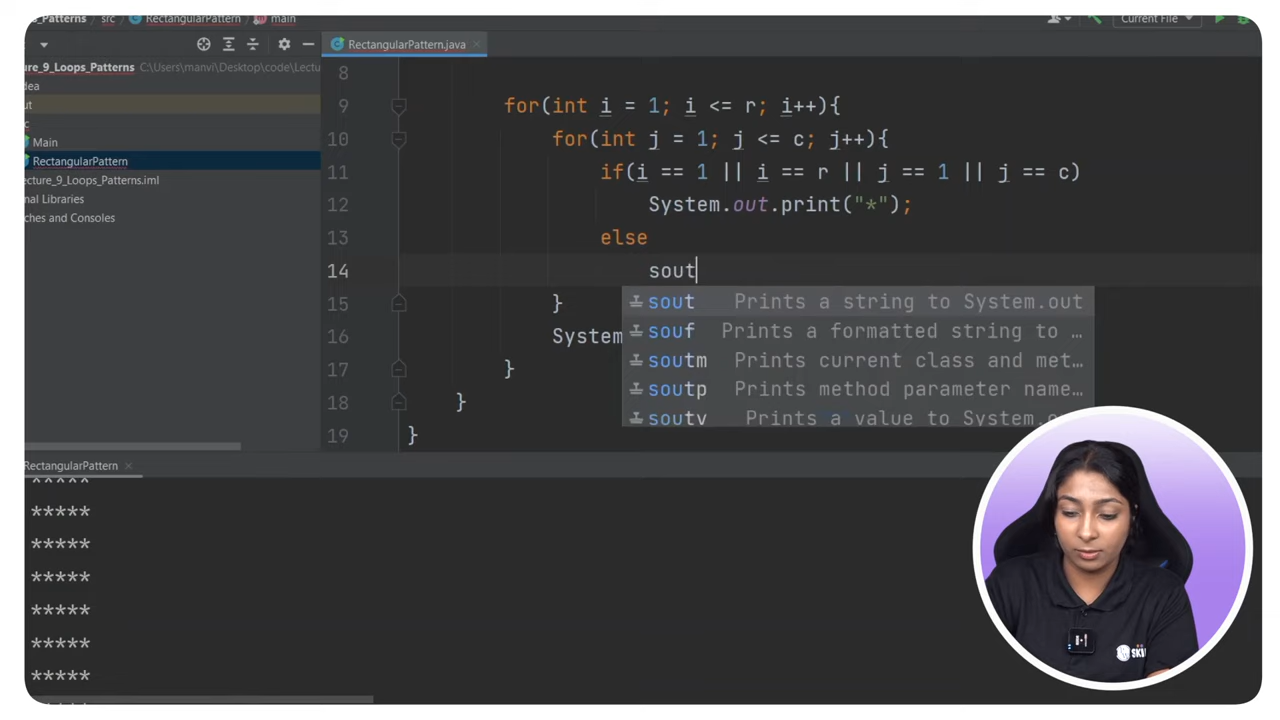 s_Patterns src RectangularPattern main Current File
RectangularPattern.java
ure_9_Loops_Patterns C:\Users\manvi\Desktop\code\Lectu
dea
ut
c
Main
RectangularPattern
ecture_9_Loops_Patterns.iml
nal Libraries
tches and Consoles
8
9 for(int i = 1; i <= r; i++){
10 for(int j = 1; j <= c; j++){
11 if(i == 1 || i == r || j == 1 || j == c)
12 System.out.print("*");
13 else
14 sout
15 }
16 System
17 }
18 }
19 }
sout Prints a string to System.out
souf Prints a formatted string to …
soutm Prints current class and met…
soutp Prints method parameter name…
soutv Prints a value to System.o
RectangularPattern
*****
*****
*****
*****
*****
*****
*****
SKI